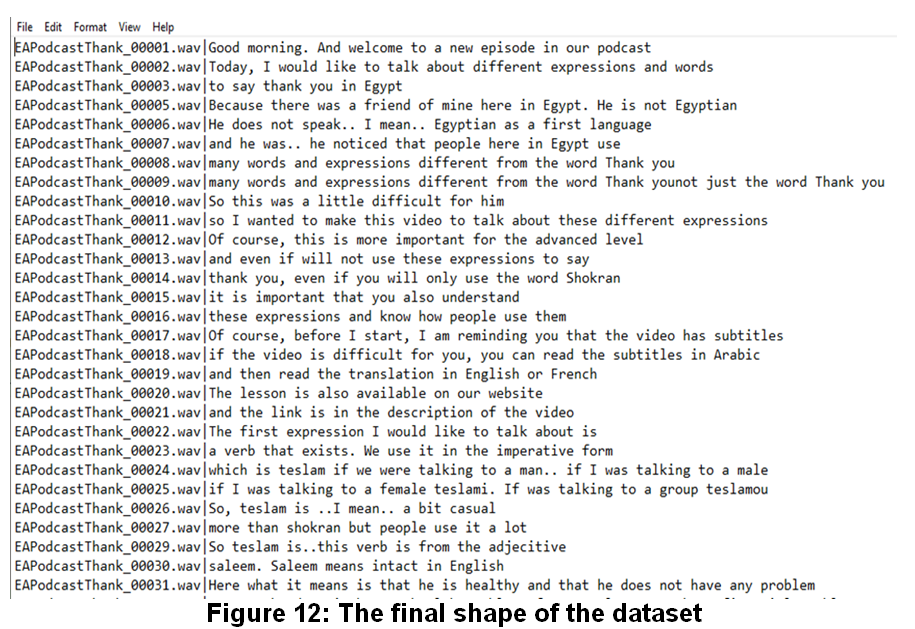 File Edit Format View Help
EAPodcastThank_00001.wav|Good morning. And welcome to a new episode in our podcast
EAPodcastThank_00002.wav|Today, I would like to talk about different expressions and words
EAPodcastThank_00003.wav|to say thank you in Egypt
EAPodcastThank_00005.wav|Because there was a friend of mine here in Egypt. He is not Egyptian
EAPodcastThank_00006.wav|He does not speak.. I mean.. Egyptian as a first language
EAPodcastThank_00007.wav|and he was.. he noticed that people here in Egypt use
EAPodcastThank_00008.wav|many words and expressions different from the word Thank you
EAPodcastThank_00009.wav|many words and expressions different from the word Thank younot just the word Thank you
EAPodcastThank_00010.wav|So this was a little difficult for him
EAPodcastThank_00011.wav|so I wanted to make this video to talk about these different expressions
EAPodcastThank_00012.wav|Of course, this is more important for the advanced level
EAPodcastThank_00013.wav|and even if will not use these expressions to say
EAPodcastThank_00014.wav|thank you, even if you will only use the word Shokran
EAPodcastThank_00015.wav|it is important that you also understand
EAPodcastThank_00016.wav|these expressions and know how people use them
EAPodcastThank_00017.wav|Of course, before I start, I am reminding you that the video has subtitles
EAPodcastThank_00018.wav|if the video is difficult for you, you can read the subtitles in Arabic
EAPodcastThank_00019.wav|and then read the translation in English or French
EAPodcastThank_00020.wav|The lesson is also available on our website
EAPodcastThank_00021.wav|and the link is in the description of the video
EAPodcastThank_00022.wav|The first expression I would like to talk about is
EAPodcastThank_00023.wav|a verb that exists. We use it in the imperative form
EAPodcastThank_00024.wav|which is teslam if we were talking to a man.. if I was talking to a male
EAPodcastThank_00025.wav|if I was talking to a female teslami. If was talking to a group teslamou
EAPodcastThank_00026.wav|So, teslam is ..I mean.. a bit casual
EAPodcastThank_00027.wav|more than shokran but people use it a lot
EAPodcastThank_00029.wav|So teslam is..this verb is from the adjecitive
EAPodcastThank_00030.wav|saleem. Saleem means intact in English
EAPodcastThank_00031.wav|Here what it means is that he is healthy and that he does not have any problem
Figure 12: The final shape of the dataset